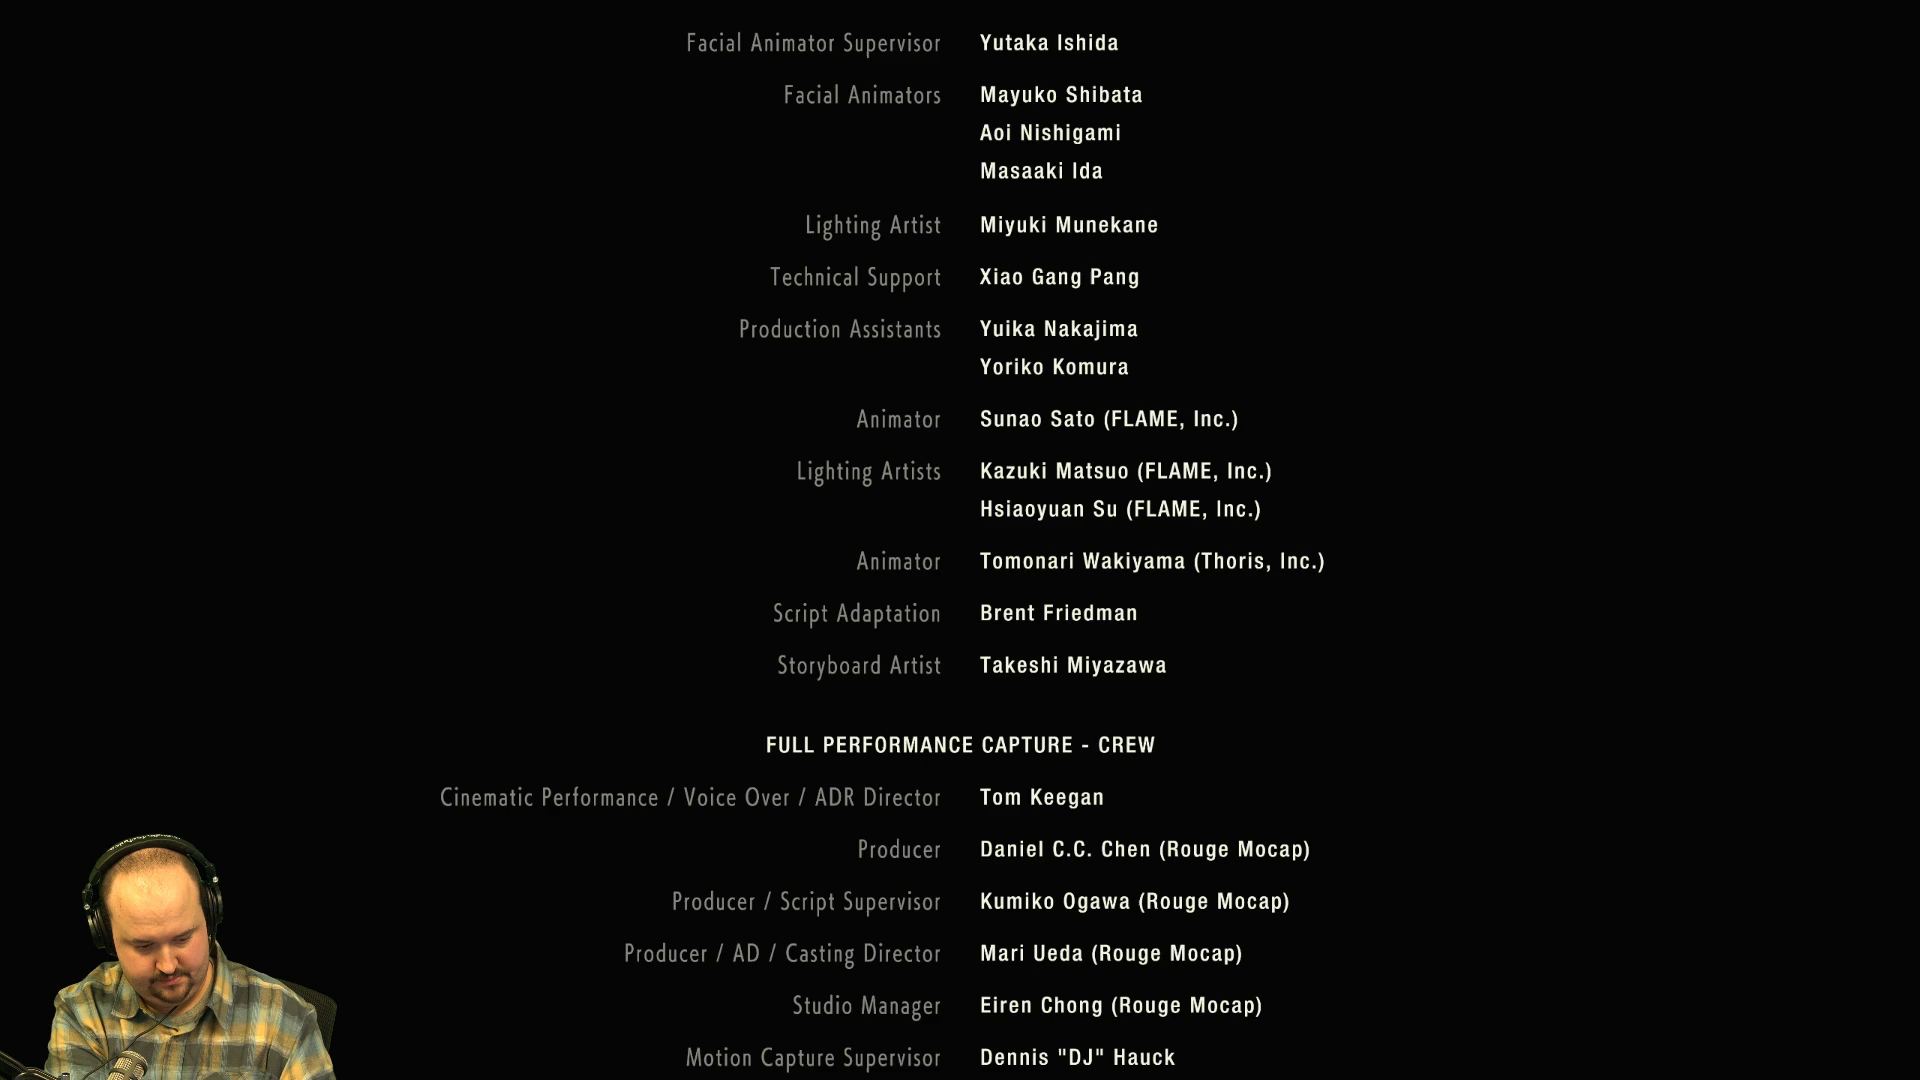 Facial Animator Supervisor Yutaka Ishida
Facial Animators Mayuko Shibata
Aoi Nishigami
Masaaki Ida
Lighting Artist Miyuki Munekane
Technical Support Xiao Gang Pang
Production Assistants Yuika Nakajima
Yoriko Komura
Animator Sunao Sato (FLAME, Inc.)
Lighting Artists Kazuki Matsuo (FLAME, Inc.)
Hsiaoyuan Su (FLAME, Inc.)
Animator Tomonari Wakiyama (Thoris, Inc.)
Script Adaptation Brent Friedman
Storyboard Artist Takeshi Miyazawa
FULL PERFORMANCE CAPTURE - CREW
Cinematic Performance / Voice Over / ADR Director Tom Keegan
Producer Daniel C.C. Chen (Rouge Mocap)
Producer / Script Supervisor Kumiko Ogawa (Rouge Mocap)
Producer / AD / Casting Director Mari Ueda (Rouge Mocap)
Studio Manager Eiren Chong (Rouge Mocap)
Motion Capture Supervisor Dennis "DJ" Hauck